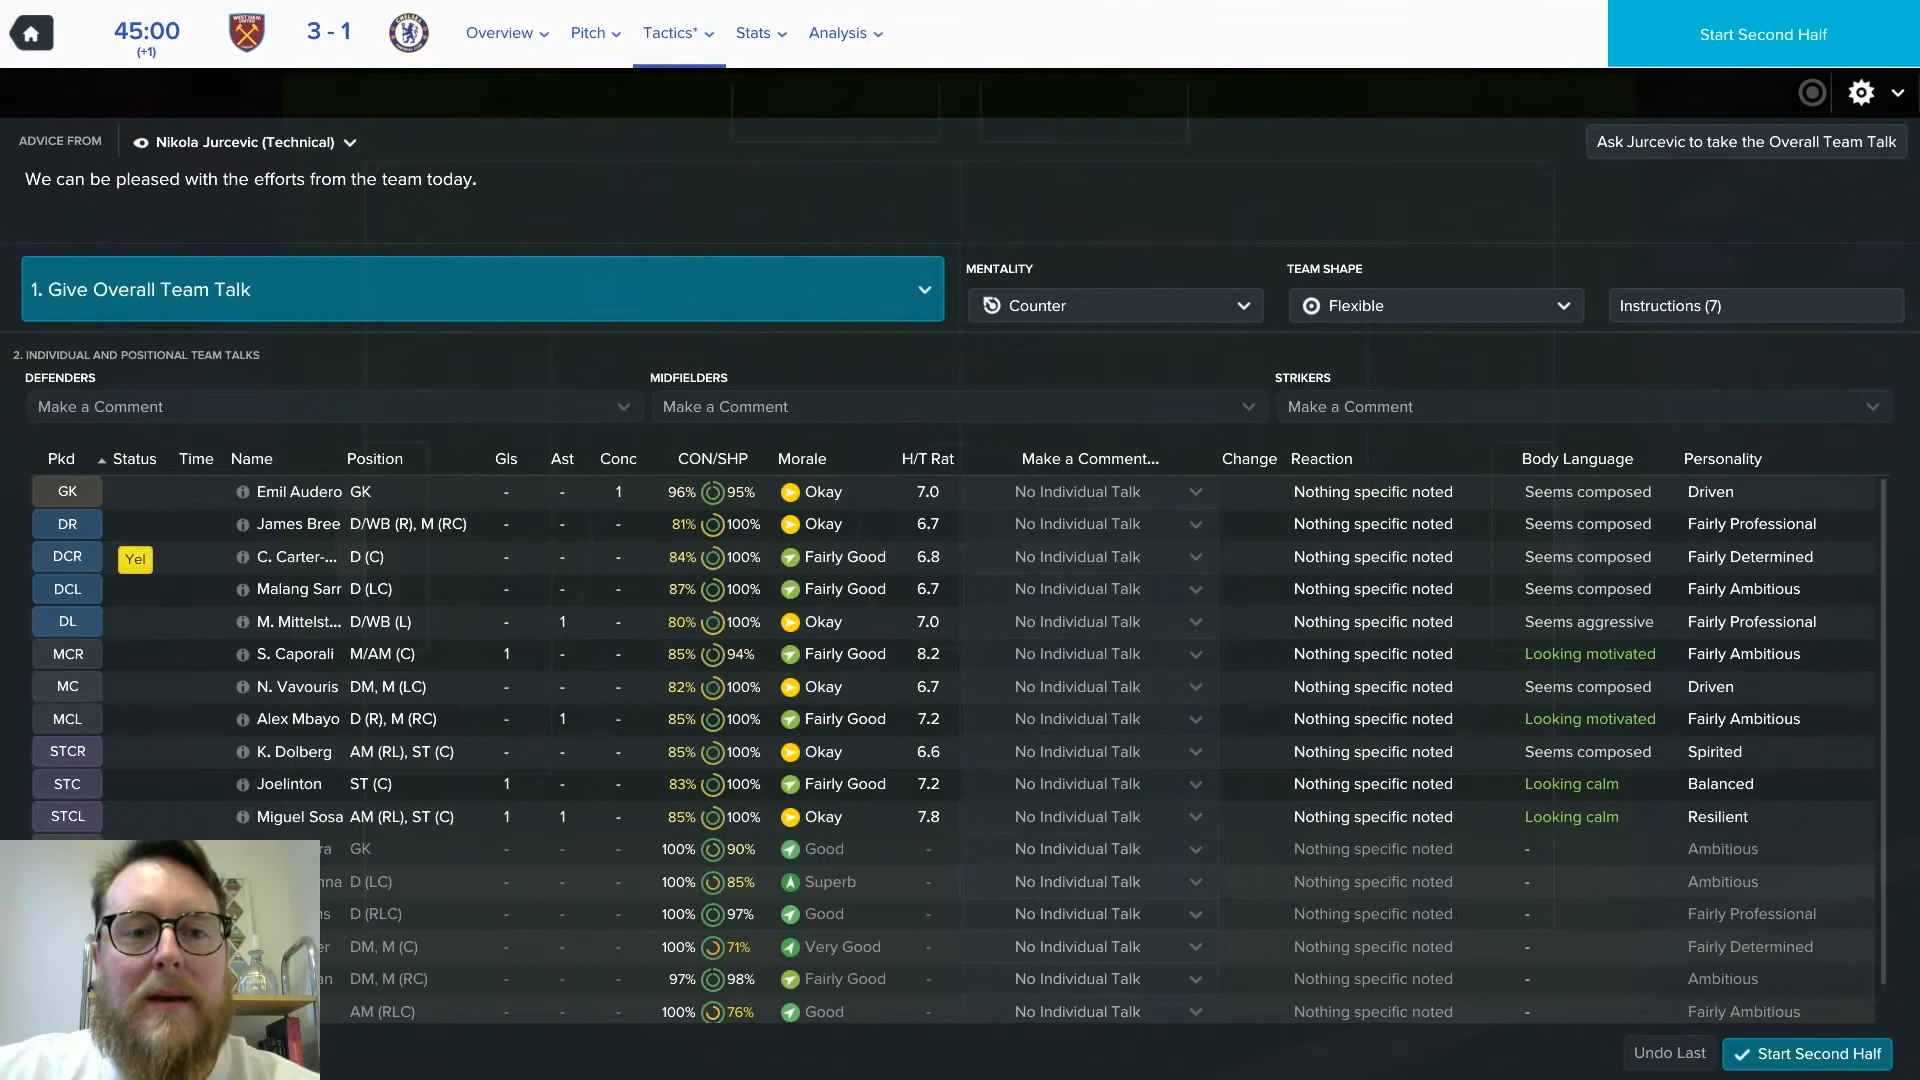 45:00 3 - 1 Overview Pitch Tactics* Stats Analysis Start Second Half
(+1)
ADVICE FROM Nikola Jurcevic (Technical) Ask Jurcevic to take the Overall Team Talk
We can be pleased with the efforts from the team today.
MENTALITY TEAM SHAPE
1. Give Overall Team Talk Counter Flexible Instructions (7)
2. INDIVIDUAL AND POSITIONAL TEAM TALKS
DEFENDERS MIDFIELDERS STRIKERS
Make a Comment Make a Comment Make a Comment
Pkd Status Time Name Position Gls Ast Conc CON/SHP Morale H/T Rat Make a Comment... Change Reaction Body Language Personality
GK Emil Audero GK - - 1 96% 95% Okay 7.0 No Individual Talk Nothing specific noted Seems composed Driven
DR James Bree D/WB (R), M (RC) - - - 81% 100% Okay 6.7 No Individual Talk Nothing specific noted Seems composed Fairly Professional
DCR Yel C. Carter-... D (C) - - - 84% 100% Fairly Good 6.8 No Individual Talk Nothing specific noted Seems composed Fairly Determined
DCL Malang Sarr D (LC) - - - 87% 100% Fairly Good 6.7 No Individual Talk Nothing specific noted Seems composed Fairly Ambitious
DL M. Mittelst... D/WB (L) - 1 - 80% 100% Okay 7.0 No Individual Talk Nothing specific noted Seems aggressive Fairly Professional
MCR S. Caporali M/AM (C) 1 - - 85% 94% Fairly Good 8.2 No Individual Talk Nothing specific noted Looking motivated Fairly Ambitious
MC N. Vavouris DM, M (LC) - - - 82% 100% Okay 6.7 No Individual Talk Nothing specific noted Seems composed Driven
MCL Alex Mbayo D (R), M (RC) - 1 - 85% 100% Fairly Good 7.2 No Individual Talk Nothing specific noted Looking motivated Fairly Ambitious
STCR K. Dolberg AM (RL), ST (C) - - - 85% 100% Okay 6.6 No Individual Talk Nothing specific noted Seems composed Spirited
STC Joelinton ST (C) 1 - - 83% 100% Fairly Good 7.2 No Individual Talk Nothing specific noted Looking calm Balanced
STCL Miguel Sosa AM (RL), ST (C) 1 1 - 85% 100% Okay 7.8 No Individual Talk Nothing specific noted Looking calm Resilient
ra GK - - - 100% 90% Good - No Individual Talk Nothing specific noted - Ambitious
nna D (LC) - - - 100% 85% Superb - No Individual Talk Nothing specific noted - Ambitious
ns D (RLC) - - - 100% 97% Good - No Individual Talk Nothing specific noted - Fairly Professional
er DM, M (C) - - - 100% 71% Very Good - No Individual Talk Nothing specific noted - Fairly Determined
an DM, M (RC) - - - 97% 98% Fairly Good - No Individual Talk Nothing specific noted - Ambitious
AM (RLC) - - - 100% 76% Good - No Individual Talk Nothing specific noted - Fairly Ambitious
Undo Last Start Second Half